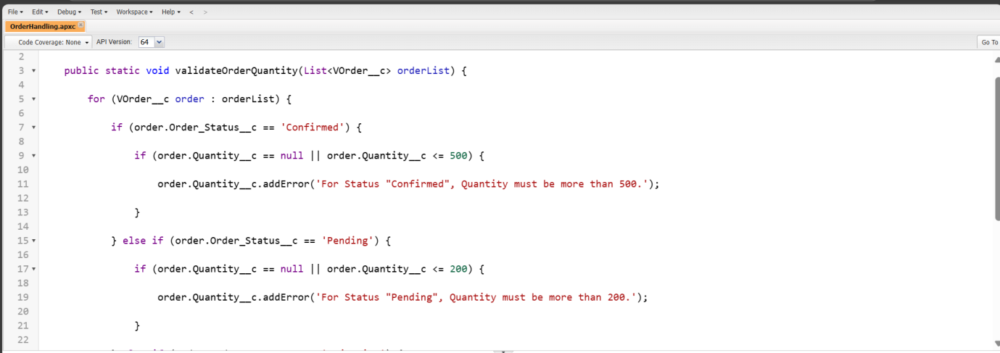 File Edit Debug Test Workspace Help < >
OrderHandling.apxc
Code Coverage: None API Version: 64 Go To
2
3 public static void validateOrderQuantity(List<VOrder__c> orderList) {
4
5 for (VOrder__c order : orderList) {
6
7 if (order.Order_Status__c == 'Confirmed') {
8
9 if (order.Quantity__c == null || order.Quantity__c <= 500) {
10
11 order.Quantity__c.addError('For Status "Confirmed", Quantity must be more than 500.');
12
13 }
14
15 } else if (order.Order_Status__c == 'Pending') {
16
17 if (order.Quantity__c == null || order.Quantity__c <= 200) {
18
19 order.Quantity__c.addError('For Status "Pending", Quantity must be more than 200.');
20
21 }
22